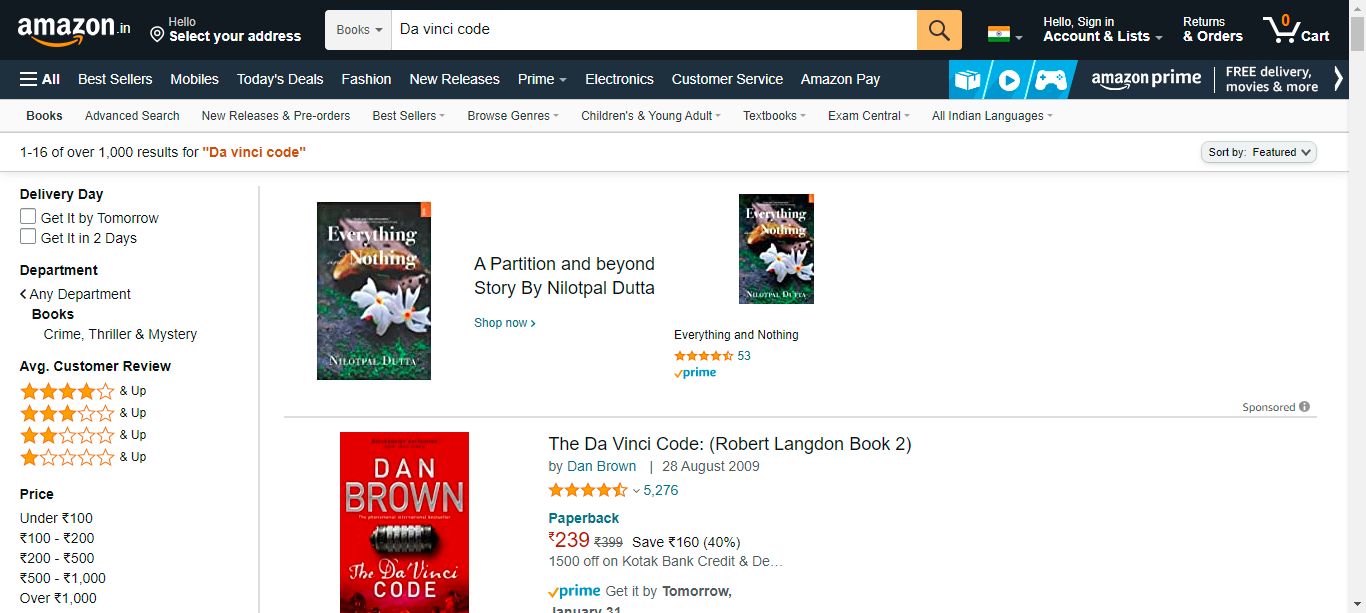 amazon.in
Hello
Select your address
Books
Da vinci code
Hello, Sign in
Account & Lists
Returns
& Orders
0
Cart
All
Best Sellers
Mobiles
Today's Deals
Fashion
New Releases
Prime
Electronics
Customer Service
Amazon Pay
amazon prime
FREE delivery,
movies & more
Books
Advanced Search
New Releases & Pre-orders
Best Sellers
Browse Genres
Children's & Young Adult
Textbooks
Exam Central
All Indian Languages
1-16 of over 1,000 results for "Da vinci code"
Sort by: Featured
Delivery Day
Get It by Tomorrow
Get It in 2 Days
Department
Any Department
Books
Crime, Thriller & Mystery
Avg. Customer Review
& Up
& Up
& Up
& Up
Price
Under ₹100
₹100 - ₹200
₹200 - ₹500
₹500 - ₹1,000
Over ₹1,000
Everything
and Nothing
NILOTPAL DUTTA
A Partition and beyond
Story By Nilotpal Dutta
Shop now
Everything
and Nothing
NILOTPAL DUTTA
Everything and Nothing
53
prime
Sponsored
DAN
BROWN
The phenomenal international bestseller
The Da Vinci
CODE
The Da Vinci Code: (Robert Langdon Book 2)
by Dan Brown | 28 August 2009
5,276
Paperback
₹239 ₹399 Save ₹160 (40%)
1500 off on Kotak Bank Credit & De…
prime Get it by Tomorrow,
January 31